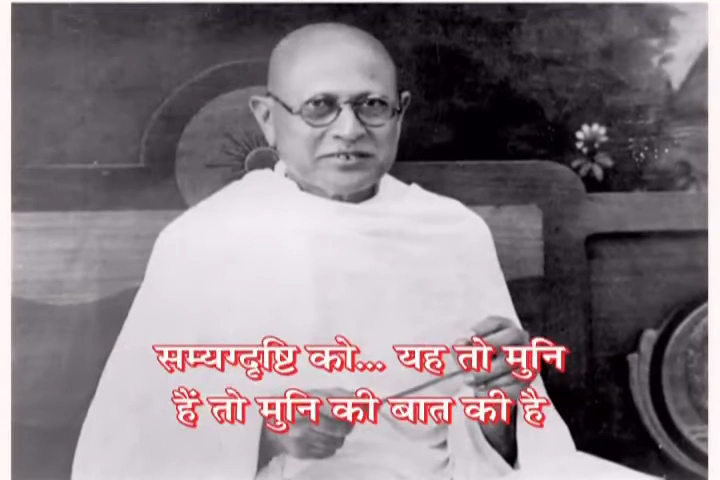 सम्यग्दृष्टि को... यह तो मुनि
हैं तो मुनि की बात की है